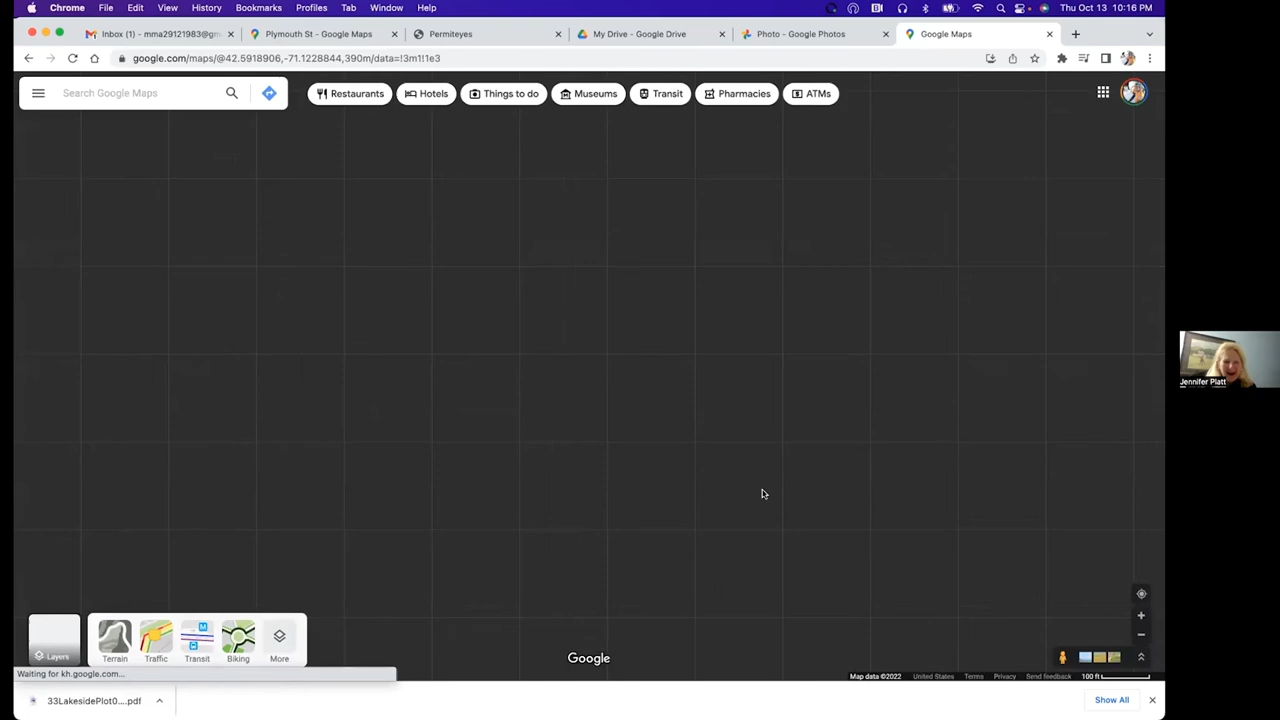 Chrome File Edit View History Bookmarks Profiles Tab Window Help Thu Oct 13 10:16 PM
Inbox (1) - mma29121983@gm Plymouth St - Google Maps Permiteyes My Drive - Google Drive Photo - Google Photos Google Maps
google.com/maps/@42.5918906,-71.1228844,390m/data=!3m1!1e3
Search Google Maps Restaurants Hotels Things to do Museums Transit Pharmacies ATMs
Jennifer Platt
Layers Terrain Traffic Transit Biking More Google
Waiting for kh.google.com... Map data ©2022 United States Terms Privacy Send feedback 100 ft
33LakesidePlot0....pdf Show All